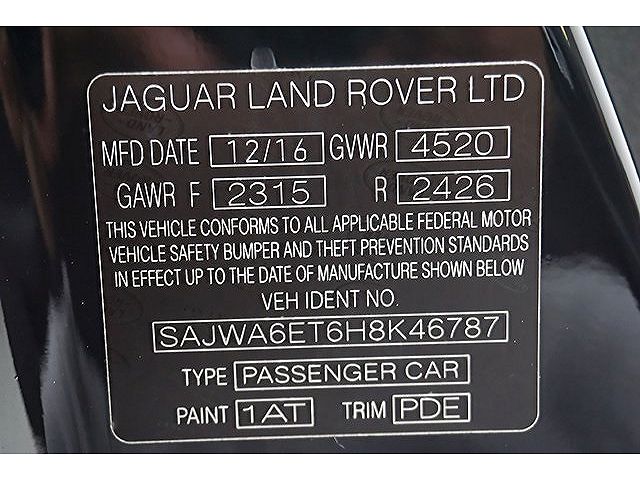 JAGUAR LAND ROVER LTD
MFD DATE 12/16 GVWR 4520
GAWR F 2315 R 2426
THIS VEHICLE CONFORMS TO ALL APPLICABLE FEDERAL MOTOR
VEHICLE SAFETY BUMPER AND THEFT PREVENTION STANDARDS
IN EFFECT UP TO THE DATE OF MANUFACTURE SHOWN BELOW
VEH IDENT NO.
SAJWA6ET6H8K46787
TYPE PASSENGER CAR
PAINT 1AT TRIM PDE